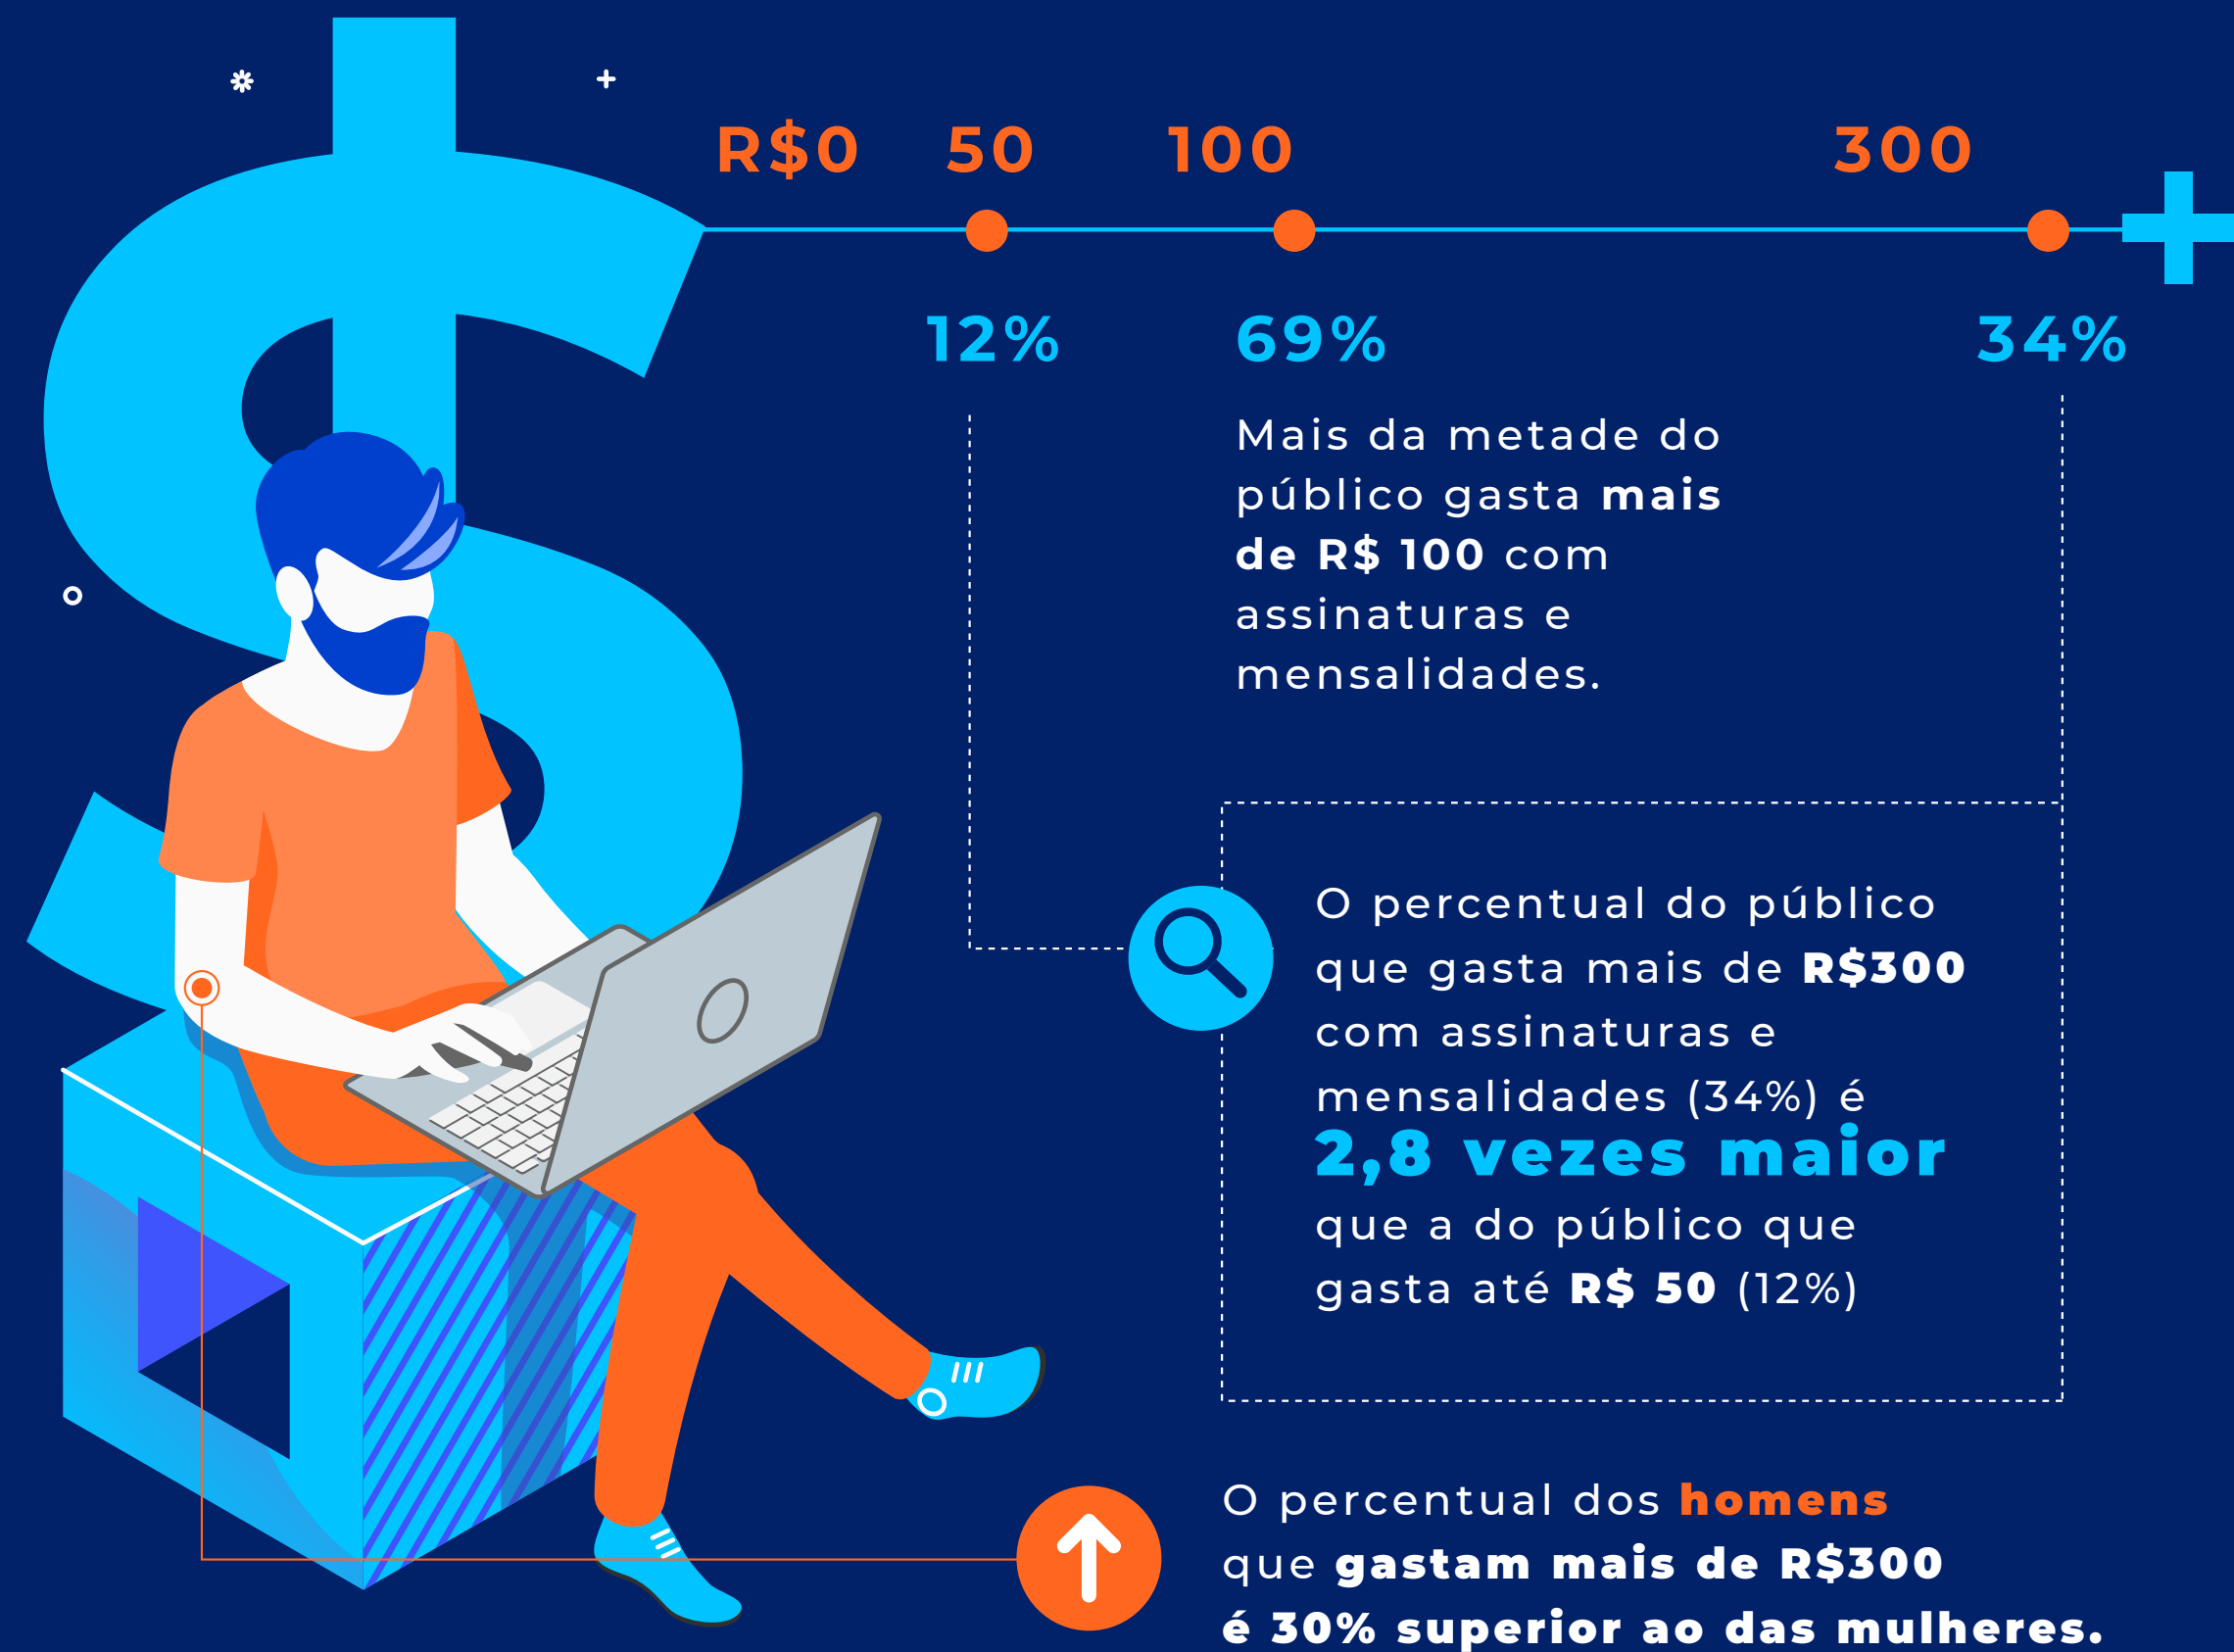 R$0 50 100 300
12% 69% 34%
Mais da metade do
público gasta mais
de R$ 100 com
assinaturas e
mensalidades.
O percentual do público
que gasta mais de R$300
com assinaturas e
mensalidades (34%) é
2,8 vezes maior
que a do público que
gasta até R$ 50 (12%)
O percentual dos homens
que gastam mais de R$300
é 30% superior ao das mulheres.